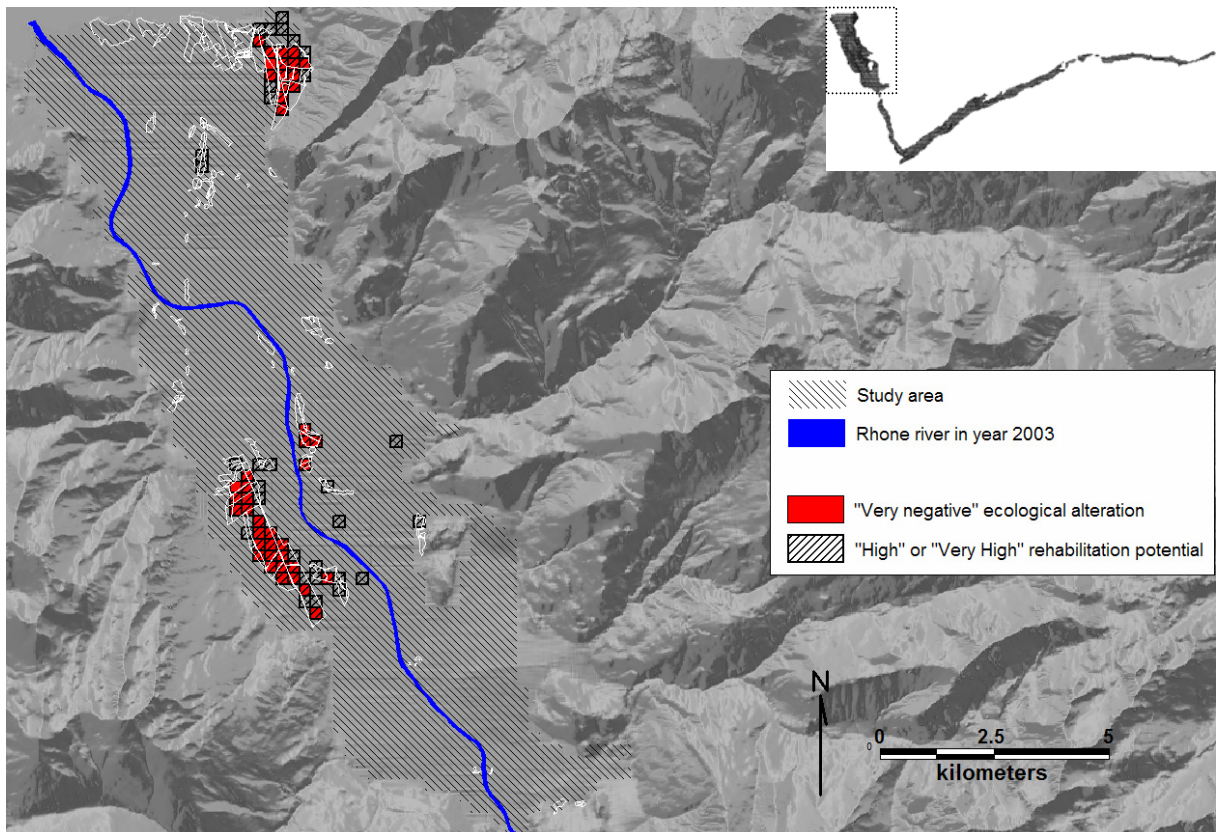 Study area
Rhone river in year 2003
"Very negative" ecological alteration
"High" or "Very High" rehabilitation potential
N
0 2.5 5
0
kilometers